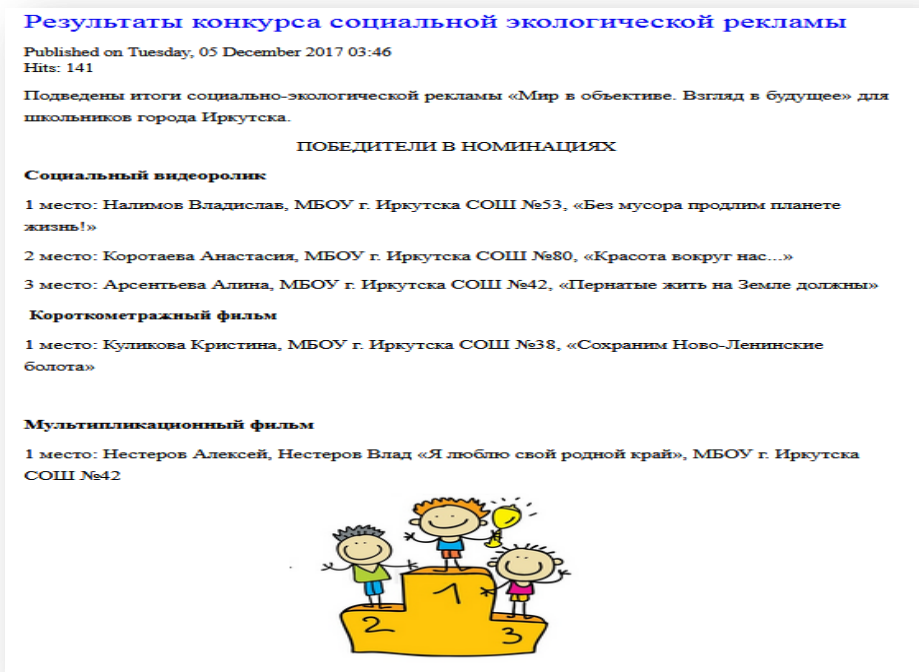 Результаты конкурса социальной экологической рекламы
Published on Tuesday, 05 December 2017 03:46
Hits: 141
Подведены итоги социально-экологической рекламы «Мир в объективе. Взгляд в будущее» для
школьников города Иркутска.
ПОБЕДИТЕЛИ В НОМИНАЦИЯХ
Социальный видеоролик
1 место: Налимов Владислав, МБОУ г. Иркутска СОШ №53, «Без мусора продлим планете
жизнь!»
2 место: Коротаева Анастасия, МБОУ г. Иркутска СОШ №80, «Красота вокруг нас...»
3 место: Арсентьева Алина, МБОУ г. Иркутска СОШ №42, «Пернатые жить на Земле должны»
Короткометражный фильм
1 место: Куликова Кристина, МБОУ г. Иркутска СОШ №38, «Сохраним Ново-Ленинские
болота»
Мультипликационный фильм
1 место: Нестеров Алексей, Нестеров Влад «Я люблю свой родной край», МБОУ г. Иркутска
СОШ №42
1
2
3